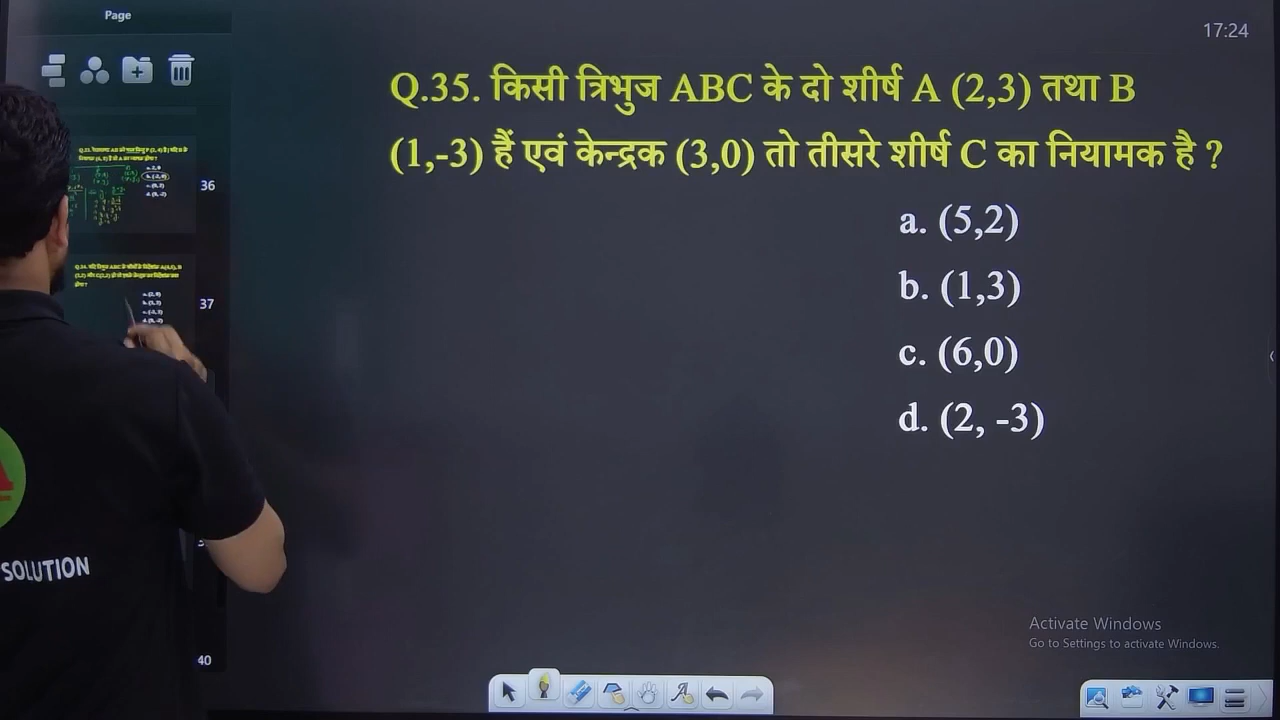 Page
17:24
Q.35. किसी त्रिभुज ABC के दो शीर्ष A (2,3) तथा B
(1,-3) हैं एवं केन्द्रक (3,0) तो तीसरे शीर्ष C का नियामक है ?
a. (5,2)
b. (1,3)
c. (6,0)
d. (2, -3)
36
37
40
SOLUTION
Activate Windows
Go to Settings to activate Windows.